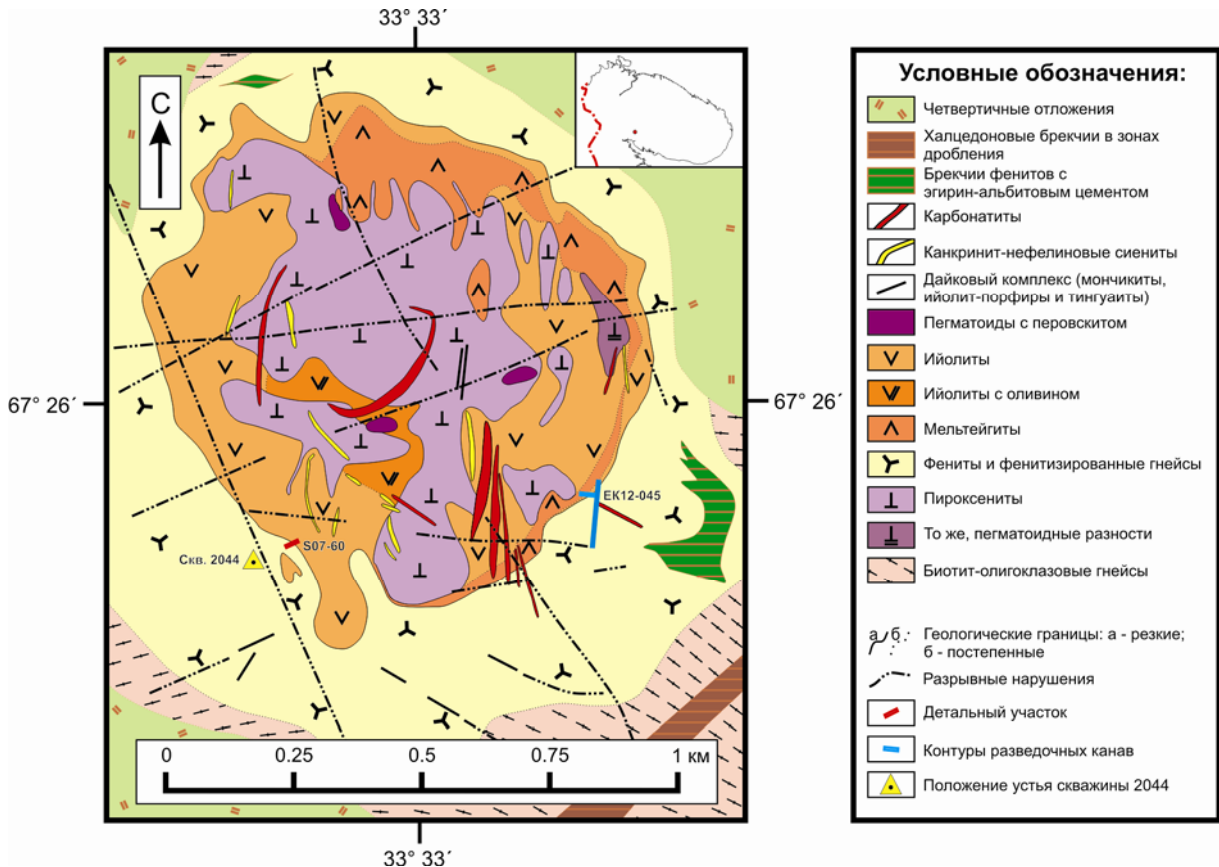 33° 33´
С
67° 26´
67° 26´
ЕК12-045
S07-60
Скв. 2044
0 0.25 0.5 0.75 1 км
33° 33´
Условные обозначения:
Четвертичные отложения
Халцедоновые брекчии в зонах
дробления
Брекчии фенитов с
эгирин-альбитовым цементом
Карбонатиты
Канкринит-нефелиновые сиениты
Дайковый комплекс (мончикиты,
ийолит-порфиры и тингуаиты)
Пегматоиды с перовскитом
Ийолиты
Ийолиты с оливином
Мельтейгиты
Фениты и фенитизированные гнейсы
Пироксениты
То же, пегматоидные разности
Биотит-олигоклазовые гнейсы
а б Геологические границы: а - резкие;
б - постепенные
Разрывные нарушения
Детальный участок
Контуры разведочных канав
Положение устья скважины 2044